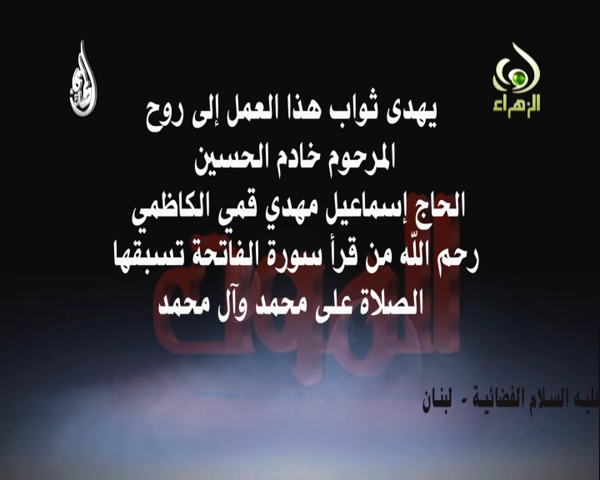 الزهراء
يهدى ثواب هذا العمل إلى روح
المرحوم خادم الحسين
الحاج إسماعيل مهدي قمي الكاظمي
رحم الله من قرأ سورة الفاتحة تسبقها
الصلاة على محمد وآل محمد
الموت
عليه السلام الفضائية - لبنان